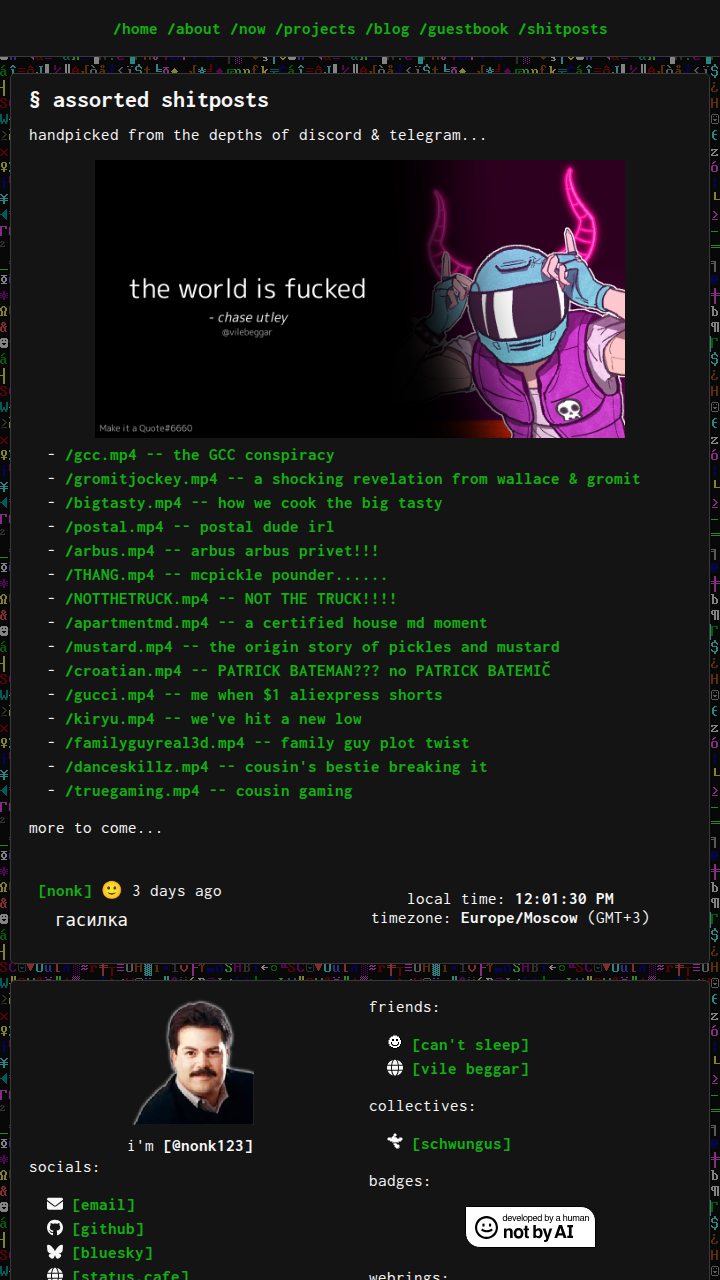 /home /about /now /projects /blog /guestbook /shitposts
§ assorted shitposts
handpicked from the depths of discord & telegram...
the world is fucked
- chase utley
@vilebeggar
Make it a Quote#6660
- /gcc.mp4 -- the GCC conspiracy
- /gromitjockey.mp4 -- a shocking revelation from wallace & gromit
- /bigtasty.mp4 -- how we cook the big tasty
- /postal.mp4 -- postal dude irl
- /arbus.mp4 -- arbus arbus privet!!!
- /THANG.mp4 -- mcpickle pounder......
- /NOTTHETRUCK.mp4 -- NOT THE TRUCK!!!!
- /apartmentmd.mp4 -- a certified house md moment
- /mustard.mp4 -- the origin story of pickles and mustard
- /croatian.mp4 -- PATRICK BATEMAN??? no PATRICK BATEMIČ
- /gucci.mp4 -- me when $1 aliexpress shorts
- /kiryu.mp4 -- we've hit a new low
- /familyguyreal3d.mp4 -- family guy plot twist
- /danceskillz.mp4 -- cousin's bestie breaking it
- /truegaming.mp4 -- cousin gaming
more to come...
[nonk] 🙂 3 days ago
гасилка
local time: 12:01:30 PM
timezone: Europe/Moscow (GMT+3)
i'm [@nonk123]
socials:
[email]
[github]
[bluesky]
[status.cafe]
friends:
[can't sleep]
[vile beggar]
collectives:
[schwungus]
badges:
developed by a human
not by AI
webrings: